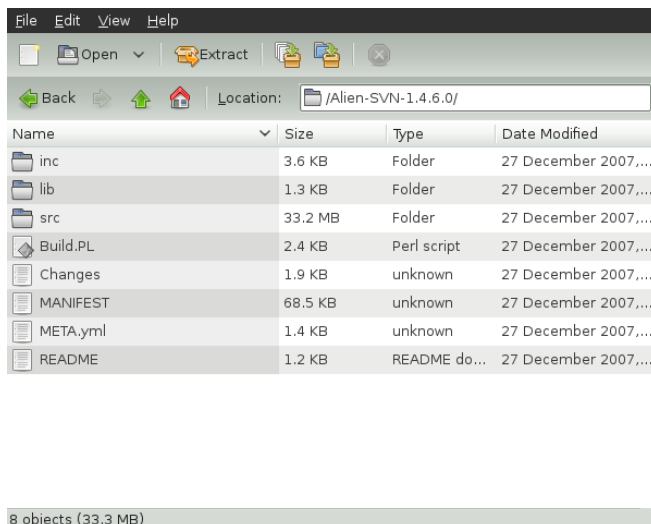 File Edit View Help
Open Extract
Back Location: /Alien-SVN-1.4.6.0/
Name Size Type Date Modified
inc 3.6 KB Folder 27 December 2007,...
lib 1.3 KB Folder 27 December 2007,...
src 33.2 MB Folder 27 December 2007,...
Build.PL 2.4 KB Perl script 27 December 2007,...
Changes 1.9 KB unknown 27 December 2007,...
MANIFEST 68.5 KB unknown 27 December 2007,...
META.yml 1.4 KB unknown 27 December 2007,...
README 1.2 KB README do... 27 December 2007,...
8 objects (33.3 MB)